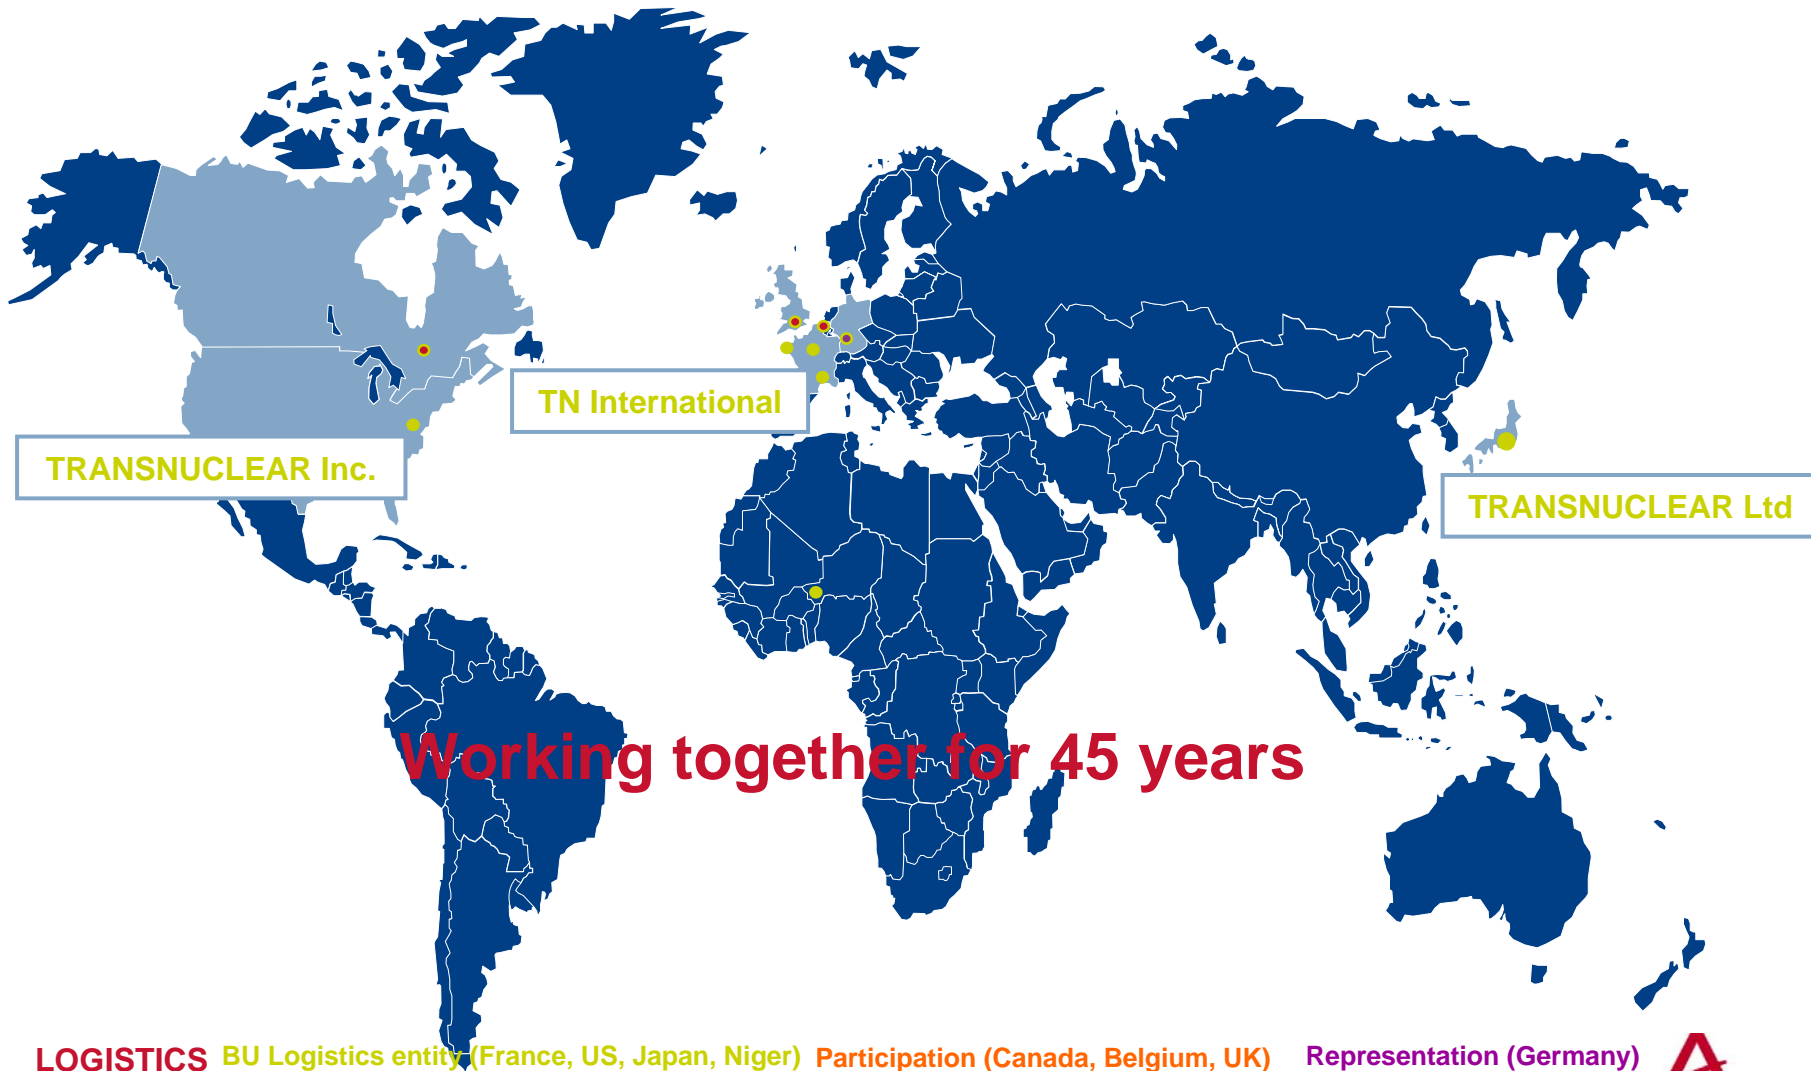 TN International
TRANSNUCLEAR Inc.
TRANSNUCLEAR Ltd
Working together for 45 years
LOGISTICS BU Logistics entity (France, US, Japan, Niger) Participation (Canada, Belgium, UK) Representation (Germany)